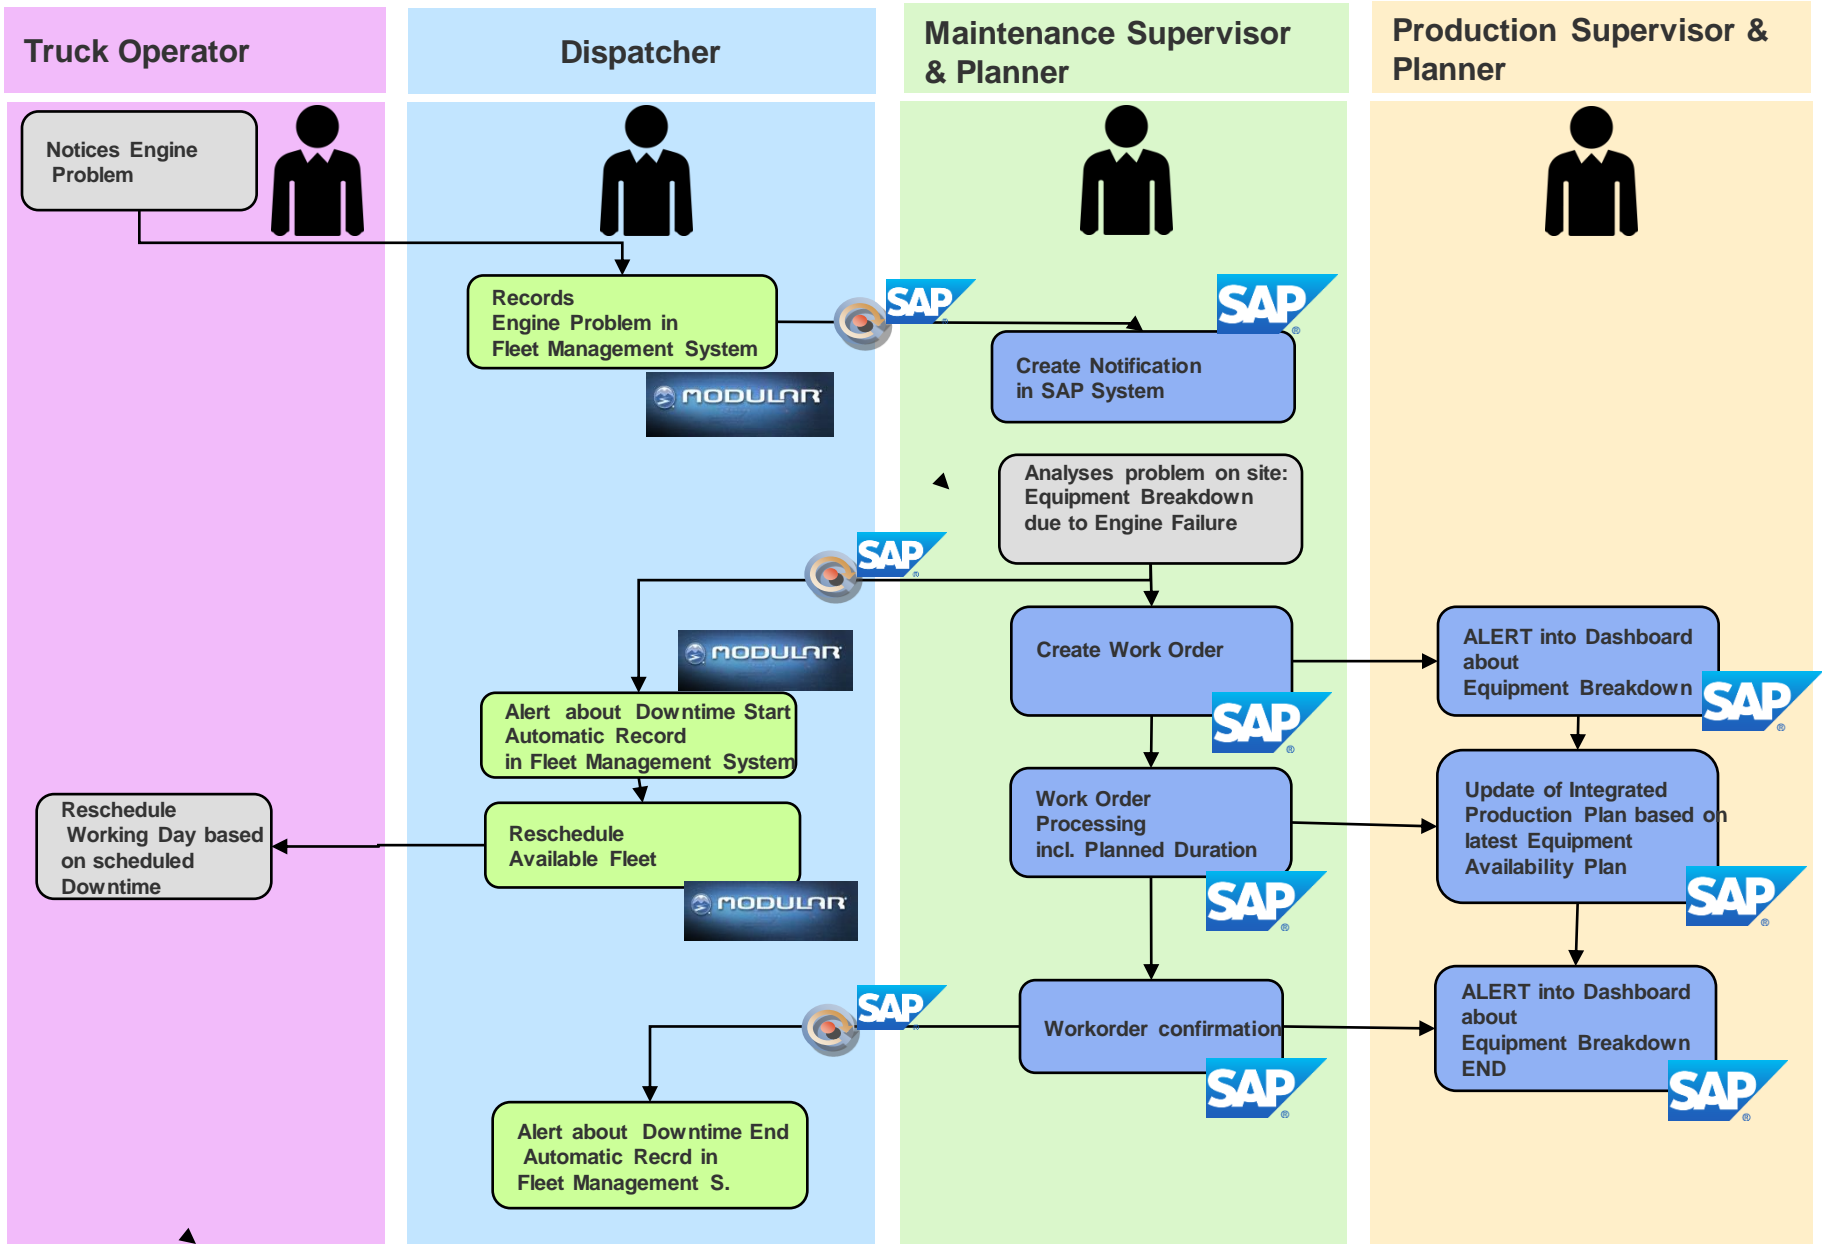 Truck Operator
Dispatcher
Maintenance Supervisor
& Planner
Production Supervisor &
Planner
Notices Engine
Problem
Records
Engine Problem in
Fleet Management System
SAP
®
SAP
®
MODULAR
Create Notification
in SAP System
Analyses problem on site:
Equipment Breakdown
due to Engine Failure
SAP
®
MODULAR
Create Work Order
SAP
®
ALERT into Dashboard
about
Equipment Breakdown
SAP
®
Alert about Downtime Start
Automatic Record
in Fleet Management System
Reschedule
Working Day based
on scheduled
Downtime
Reschedule
Available Fleet
MODULAR
Work Order
Processing
incl. Planned Duration
SAP
®
Update of Integrated
Production Plan based on
latest Equipment
Availability Plan
SAP
®
SAP
®
Workorder confirmation
SAP
®
ALERT into Dashboard
about
Equipment Breakdown
END
SAP
®
Alert about Downtime End
Automatic Recrd in
Fleet Management S.